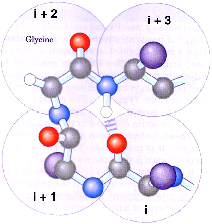 i + 2
i + 3
Glycine
i + 1
i